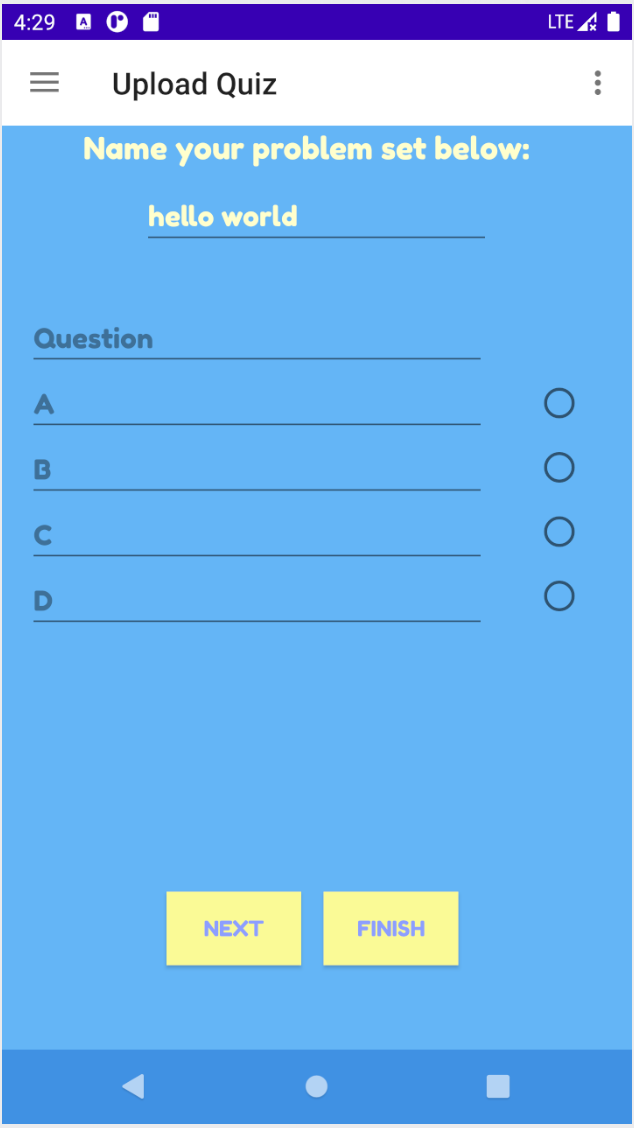 4:29 LTE
Upload Quiz
Name your problem set below:
hello world
Question
A
B
C
D
NEXT FINISH